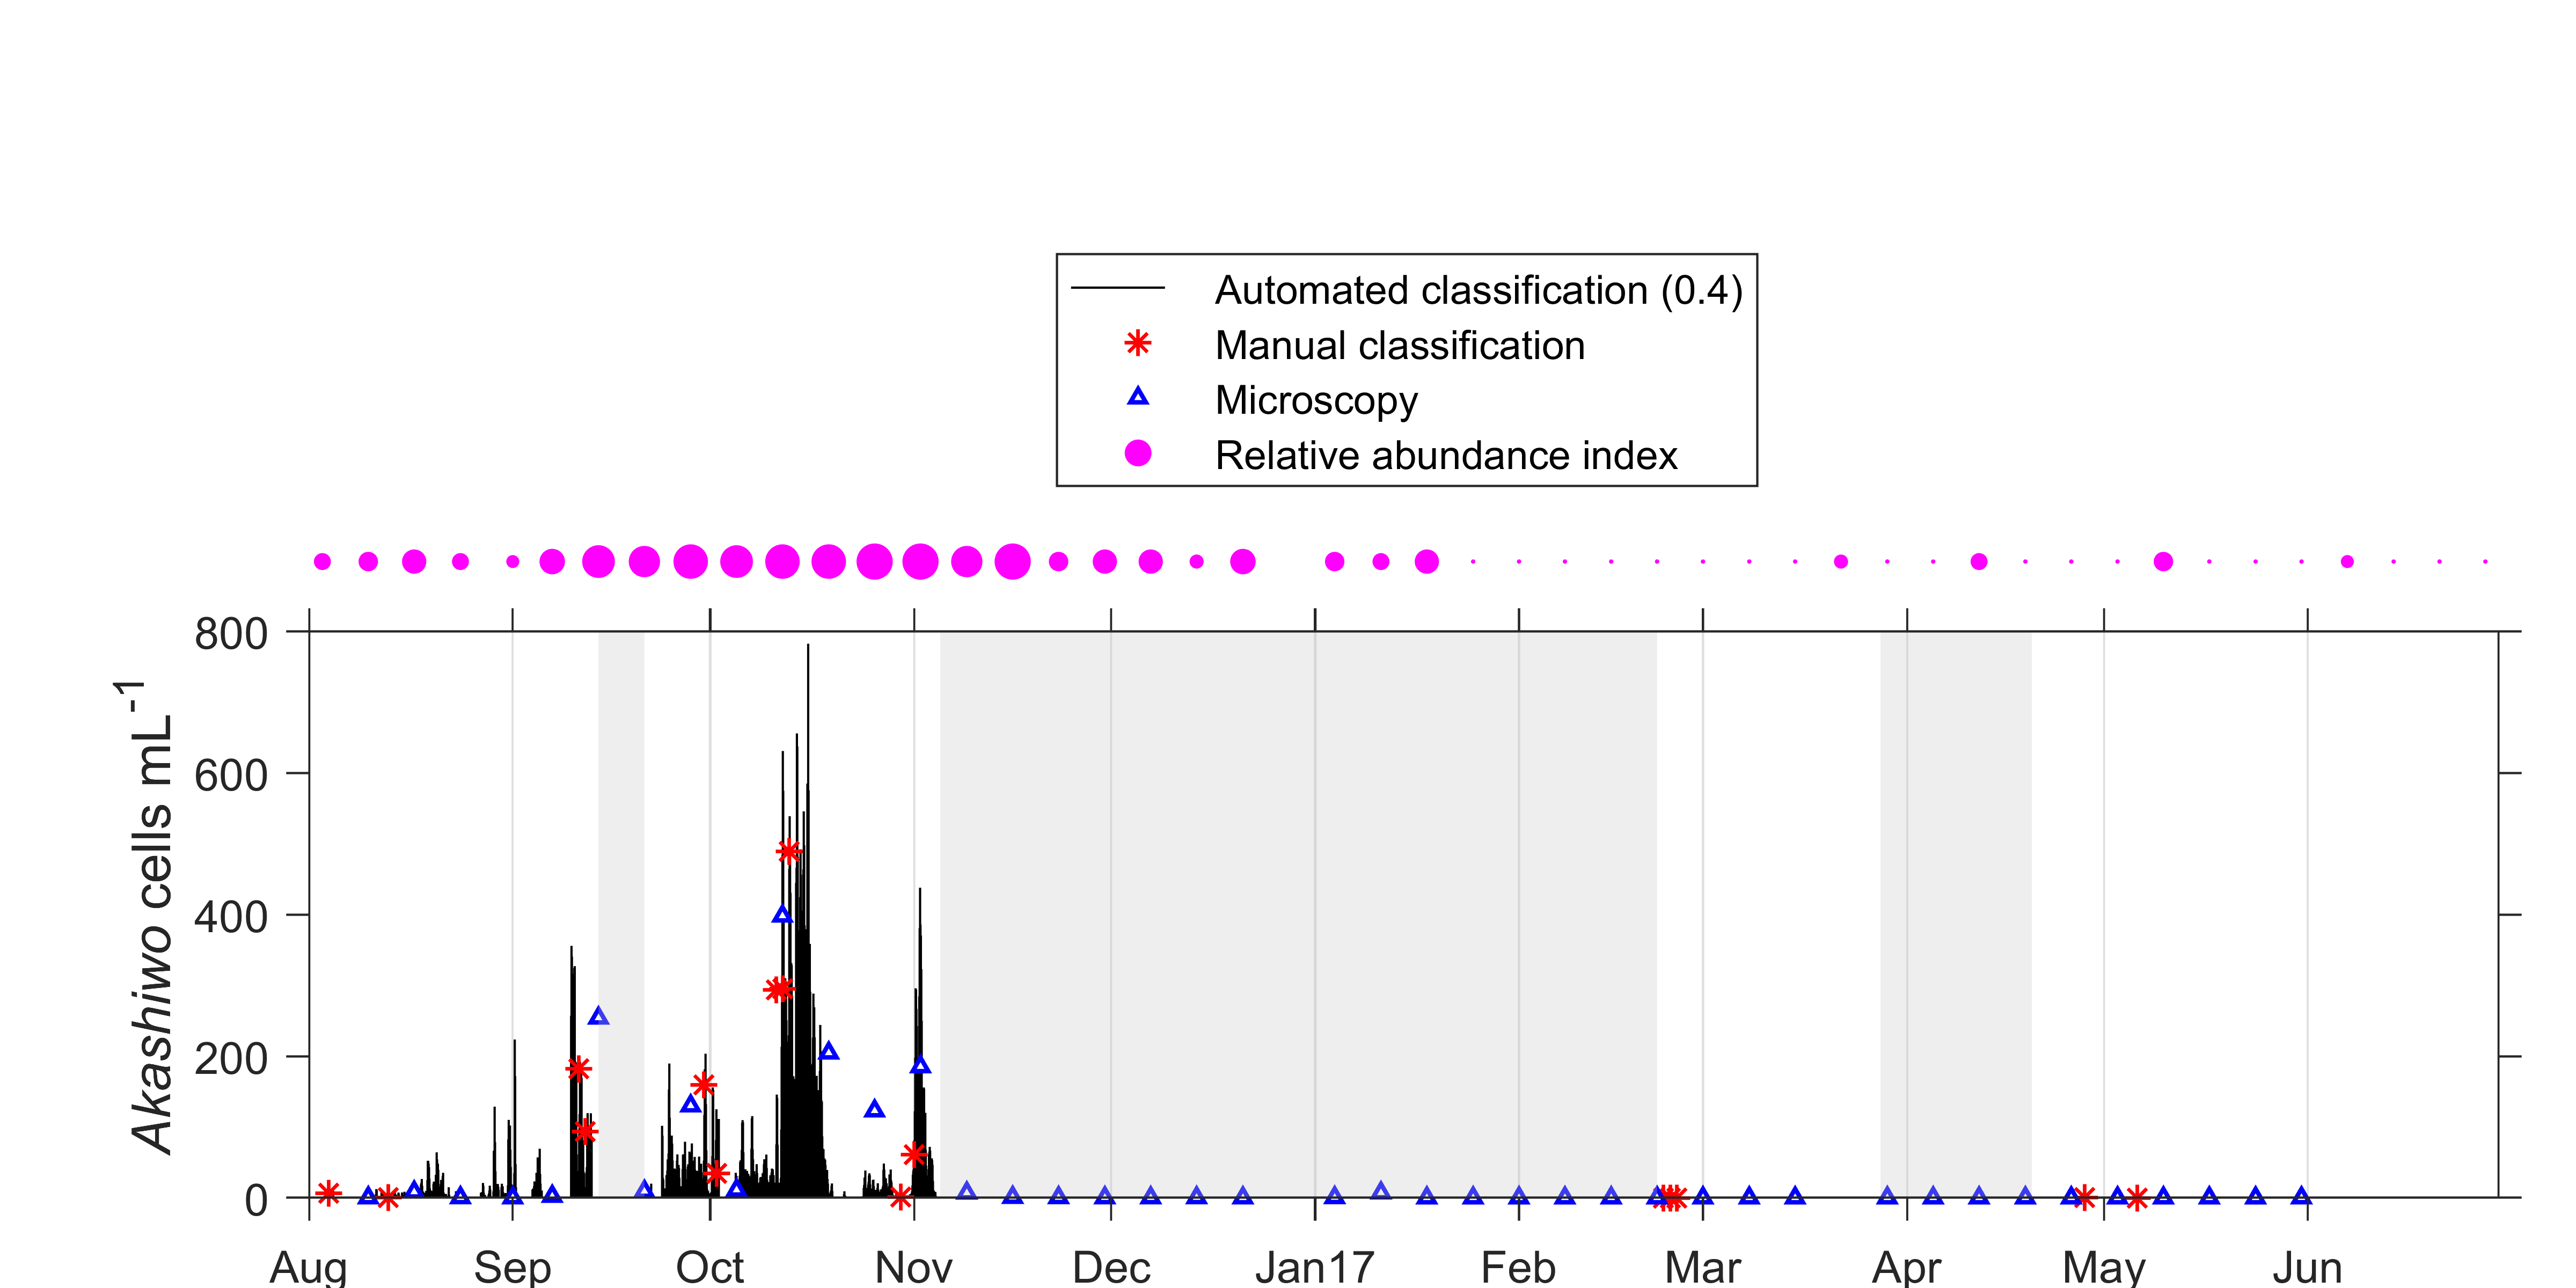 Automated classification (0.4)
Manual classification
Microscopy
Relative abundance index
800
600
400
200
0
Akashiwo cells mL-1
Aug Sep Oct Nov Dec Jan17 Feb Mar Apr May Jun